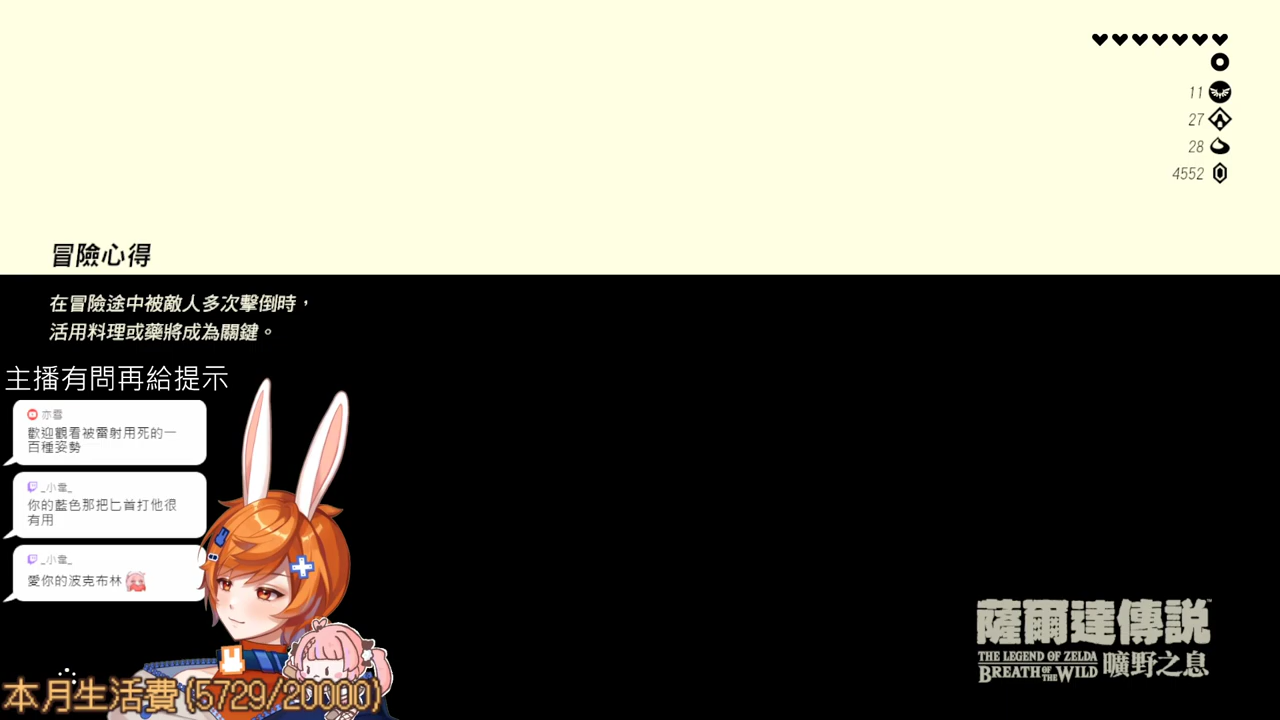 11
27
28
4552
冒險心得
在冒險途中被敵人多次擊倒時，
活用料理或藥將成為關鍵。
主播有問再給提示
亦雪
歡迎觀看被雷射用死的一
百種姿勢
_小韋_
你的藍色那把匕首打他很
有用
_小韋_
愛你的波克布林
本月生活費 (5729/20000)
薩爾達傳說™
THE LEGEND OF ZELDA
BREATH OF THE WILD 曠野之息